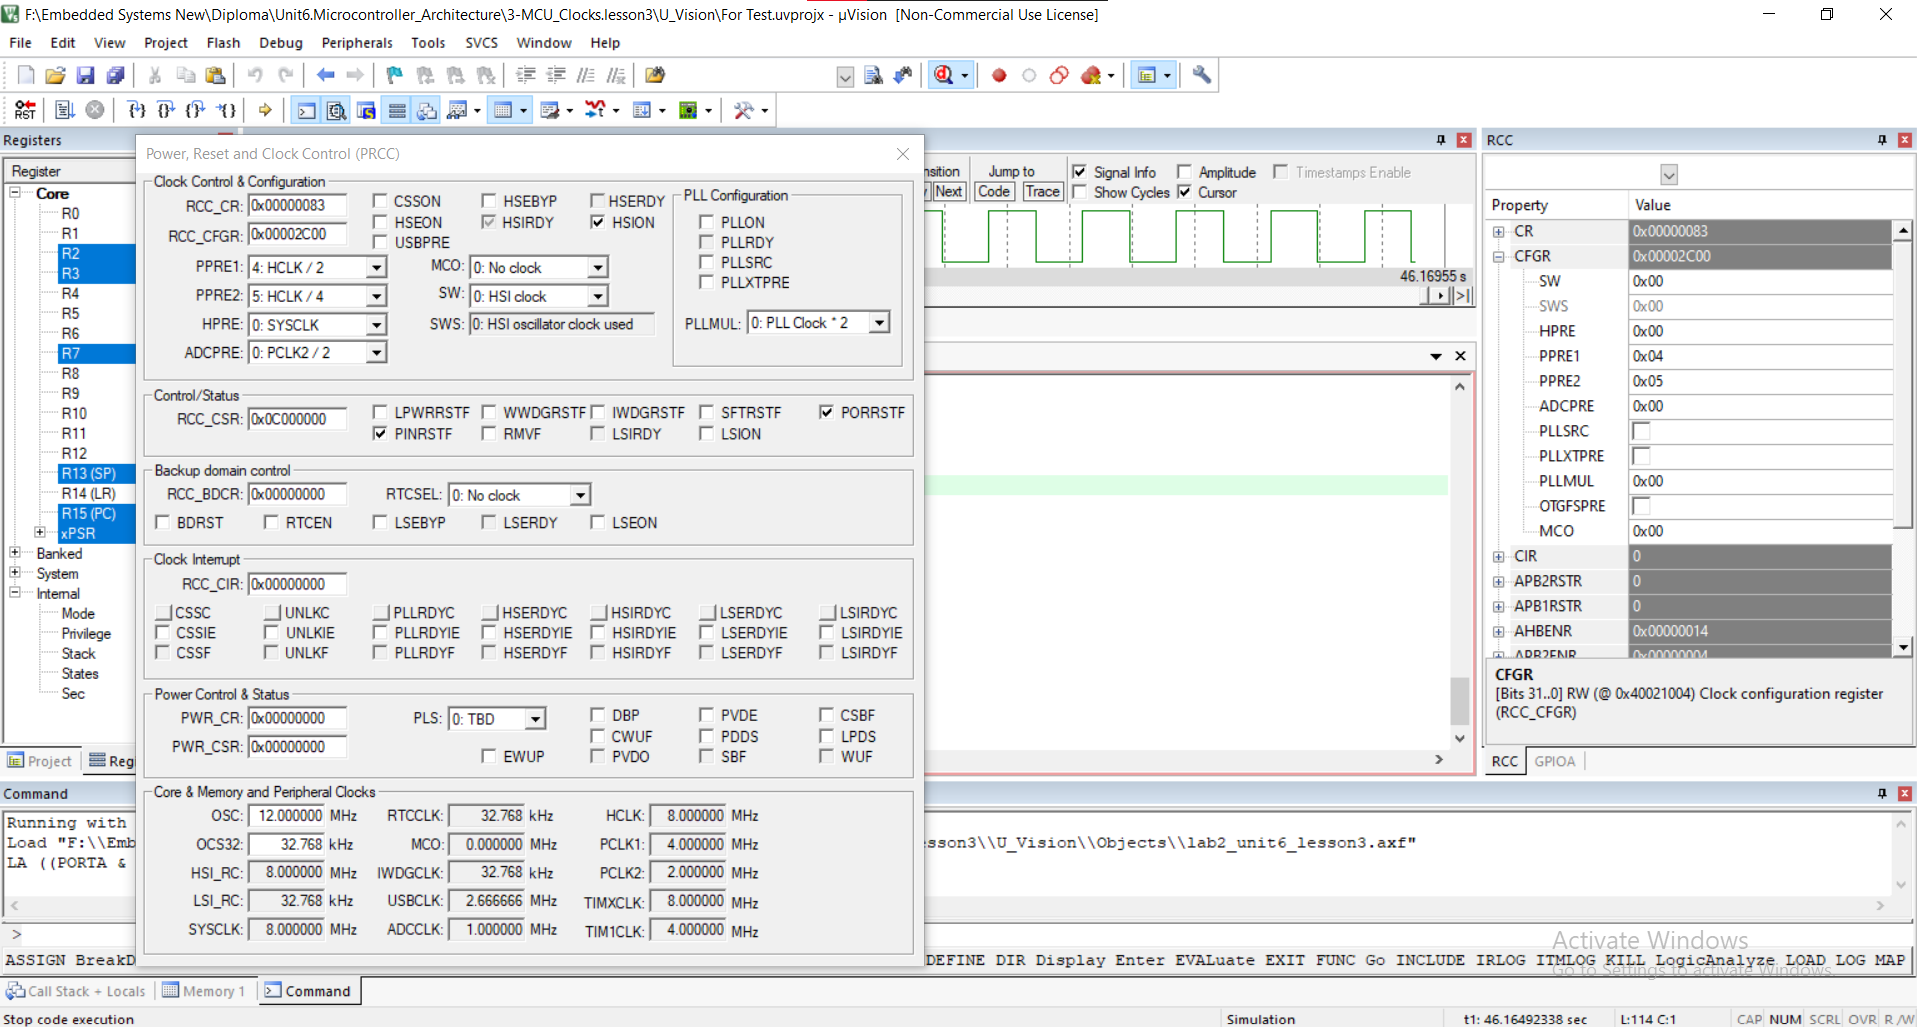 F:\Embedded Systems New\Diploma\Unit6.Microcontroller_Architecture\3-MCU_Clocks.lesson3\U_Vision\For Test.uvprojx - µVision [Non-Commercial Use License]
File Edit View Project Flash Debug Peripherals Tools SVCS Window Help
RST
Registers
Register
Core
R0
R1
R2
R3
R4
R5
R6
R7
R8
R9
R10
R11
R12
R13 (SP)
R14 (LR)
R15 (PC)
xPSR
Banked
System
Internal
Mode
Privilege
Stack
States
Sec
Project
Power, Reset and Clock Control (PRCC)
Clock Control & Configuration
RCC_CR: 0x00000083 CSSON HSEBYP HSERDY
HSEON HSIRDY HSION
RCC_CFGR: 0x00002C00 USBPRE
PPRE1: 4: HCLK / 2 MCO: 0: No clock
PPRE2: 5: HCLK / 4 SW: 0: HSI clock
HPRE: 0: SYSCLK SWS: 0: HSI oscillator clock used
ADCPRE: 0: PCLK2 / 2
PLL Configuration
PLLON
PLLRDY
PLLSRC
PLLXTPRE
PLLMUL: 0: PLL Clock * 2
Control/Status
RCC_CSR: 0x0C000000 LPWRRSTF WWDGRSTF IWDGRSTF SFTRSTF PORRSTF
PINRSTF RMVF LSIRDY LSION
Backup domain control
RCC_BDCR: 0x00000000 RTCSEL: 0: No clock
BDRST RTCEN LSEBYP LSERDY LSEON
Clock Interrupt
RCC_CIR: 0x00000000
CSSC UNLKC PLLRDYC HSERDYC HSIRDYC LSERDYC LSIRDYC
CSSIE UNLKIE PLLRDYIE HSERDYIE HSIRDYIE LSERDYIE LSIRDYIE
CSSF UNLKF PLLRDYF HSERDYF HSIRDYF LSERDYF LSIRDYF
Power Control & Status
PWR_CR: 0x00000000 PLS: 0: TBD DBP PVDE CSBF
CWUF PDDS LPDS
PWR_CSR: 0x00000000 EWUP PVDO SBF WUF
Core & Memory and Peripheral Clocks
OSC: 12.000000 MHz RTCCLK: 32.768 kHz HCLK: 8.000000 MHz
OCS32: 32.768 kHz MCO: 0.000000 MHz PCLK1: 4.000000 MHz
HSI_RC: 8.000000 MHz IWDGCLK: 32.768 kHz PCLK2: 2.000000 MHz
LSI_RC: 32.768 kHz USBCLK: 2.666666 MHz TIMXCLK: 8.000000 MHz
SYSCLK: 8.000000 MHz ADCCLK: 1.000000 MHz TIM1CLK: 4.000000 MHz
Jump to Signal Info Amplitude Timestamps Enable
Next Code Trace Show Cycles Cursor
46.16955 s
RCC
Property Value
CR 0x00000083
CFGR 0x00002C00
SW 0x00
SWS 0x00
HPRE 0x00
PPRE1 0x04
PPRE2 0x05
ADCPRE 0x00
PLLSRC
PLLXTPRE
PLLMUL 0x00
OTGFSPRE
MCO 0x00
CIR 0
APB2RSTR 0
APB1RSTR 0
AHBENR 0x00000014
APB2ENR 0x00000004
CFGR
[Bits 31..0] RW (@ 0x40021004) Clock configuration register
(RCC_CFGR)
RCC GPIOA
Command
Running with
Load "F:\\Emb sson3\\U_Vision\\Objects\\lab2_unit6_lesson3.axf"
LA ((PORTA &
>
ASSIGN BreakD EFINE DIR Display Enter EVALuate EXIT FUNC Go INCLUDE IRLOG ITMLOG KILL LogicAnalyze LOAD LOG MAP
Activate Windows
Go to Settings to activate Windows.
Call Stack + Locals Memory 1 Command
Stop code execution Simulation t1: 46.16492338 sec L:114 C:1 CAP NUM SCRL OVR R/W